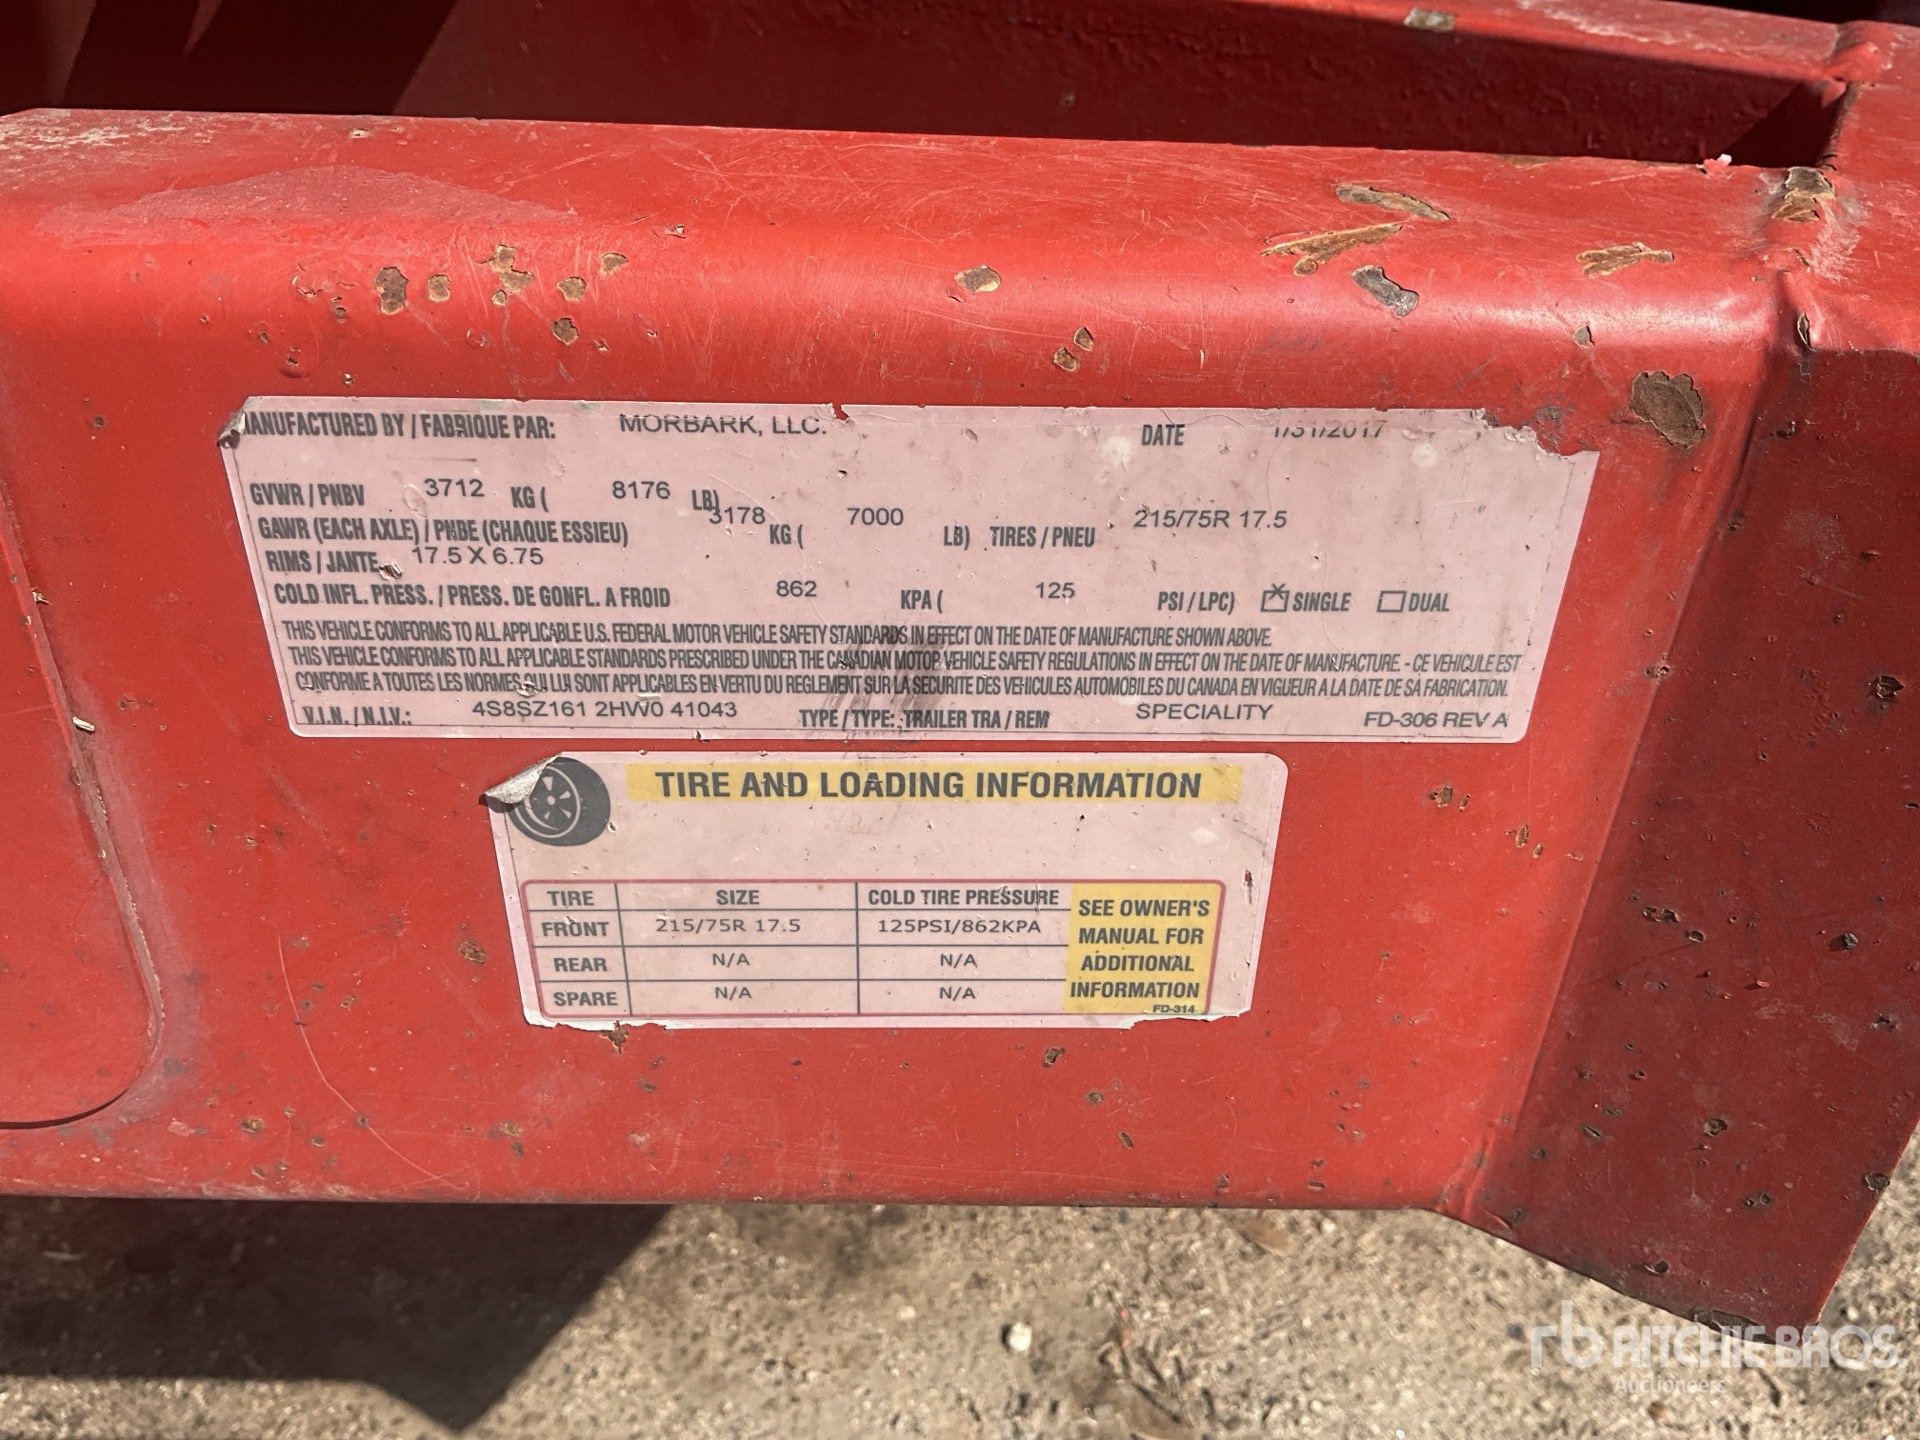 MANUFACTURED BY / FABRIQUE PAR: MORBARK, LLC. DATE 1/31/2017
GVWR / PNBV 3712 KG ( 8176 LB)
GAWR (EACH AXLE) / PNBE (CHAQUE ESSIEU) 3178 KG ( 7000 LB) TIRES / PNEU 215/75R 17.5
RIMS / JANTE 17.5 X 6.75
COLD INFL. PRESS. / PRESS. DE GONFL. A FROID 862 KPA ( 125 PSI / LPC) X SINGLE DUAL
THIS VEHICLE CONFORMS TO ALL APPLICABLE U.S. FEDERAL MOTOR VEHICLE SAFETY STANDARDS IN EFFECT ON THE DATE OF MANUFACTURE SHOWN ABOVE.
THIS VEHICLE CONFORMS TO ALL APPLICABLE STANDARDS PRESCRIBED UNDER THE CANADIAN MOTOR VEHICLE SAFETY REGULATIONS IN EFFECT ON THE DATE OF MANUFACTURE. - CE VEHICULE EST
CONFORME A TOUTES LES NORMES QUI LUI SONT APPLICABLES EN VERTU DU REGLEMENT SUR LA SECURITE DES VEHICULES AUTOMOBILES DU CANADA EN VIGUEUR A LA DATE DE SA FABRICATION.
V.I.N. / N.I.V.: 4S8SZ161 2HW0 41043 TYPE / TYPE: TRAILER TRA / REM SPECIALITY FD-306 REV A
TIRE AND LOADING INFORMATION
TIRE SIZE COLD TIRE PRESSURE
FRONT 215/75R 17.5 125PSI/862KPA
REAR N/A N/A
SPARE N/A N/A
SEE OWNER'S
MANUAL FOR
ADDITIONAL
INFORMATION
FD-314
rb RITCHIE BROS.
Auctioneers